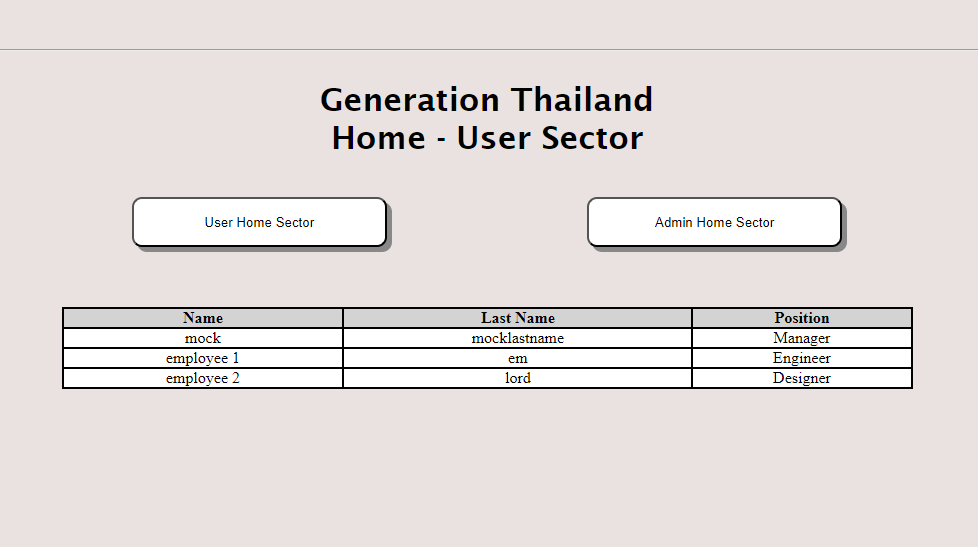 Generation Thailand
Home - User Sector
User Home Sector
Admin Home Sector
Name Last Name Position
mock mocklastname Manager
employee 1 em Engineer
employee 2 lord Designer